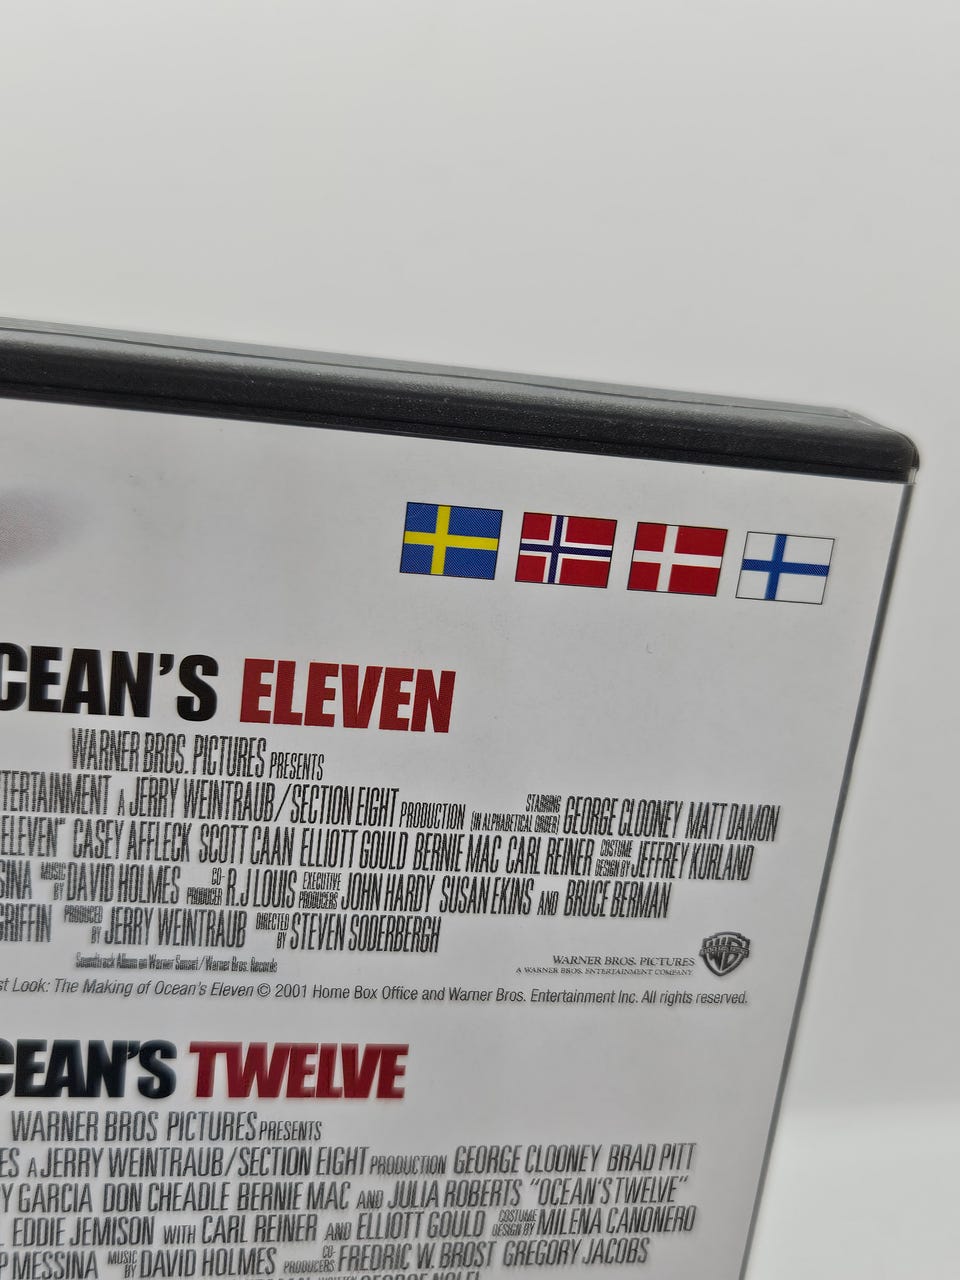 CEAN'S ELEVEN
WARNER BROS. PICTURES PRESENTS
TERTAINMENT A JERRY WEINTRAUB/SECTION EIGHT PRODUCTION STARRING (IN ALPHABETICAL ORDER) GEORGE CLOONEY MATT DAMON
ELEVEN" CASEY AFFLECK SCOTT CAAN ELLIOTT GOULD BERNIE MAC CARL REINER COSTUME DESIGN BY JEFFREY KURLAND
SINA MUSIC BY DAVID HOLMES CO-PRODUCER R.J LOUIS EXECUTIVE PRODUCERS JOHN HARDY SUSAN EKINS AND BRUCE BERMAN
GRIFFIN PRODUCED BY JERRY WEINTRAUB DIRECTED BY STEVEN SODERBERGH
Soundtrack Album on Warner Sunset/Warner Bros. Records
WARNER BROS. PICTURES
A WARNER BROS. ENTERTAINMENT COMPANY
WB
st Look: The Making of Ocean's Eleven © 2001 Home Box Office and Warner Bros. Entertainment Inc. All rights reserved.
CEAN'S TWELVE
WARNER BROS PICTURES PRESENTS
ES A JERRY WEINTRAUB/SECTION EIGHT PRODUCTION GEORGE CLOONEY BRAD PITT
Y GARCIA DON CHEADLE BERNIE MAC AND JULIA ROBERTS "OCEAN'S TWELVE"
EDDIE JEMISON WITH CARL REINER AND ELLIOTT GOULD COSTUME DESIGN BY MILENA CANONERO
P MESSINA MUSIC BY DAVID HOLMES CO-PRODUCERS FREDRIC W. BROST GREGORY JACOBS